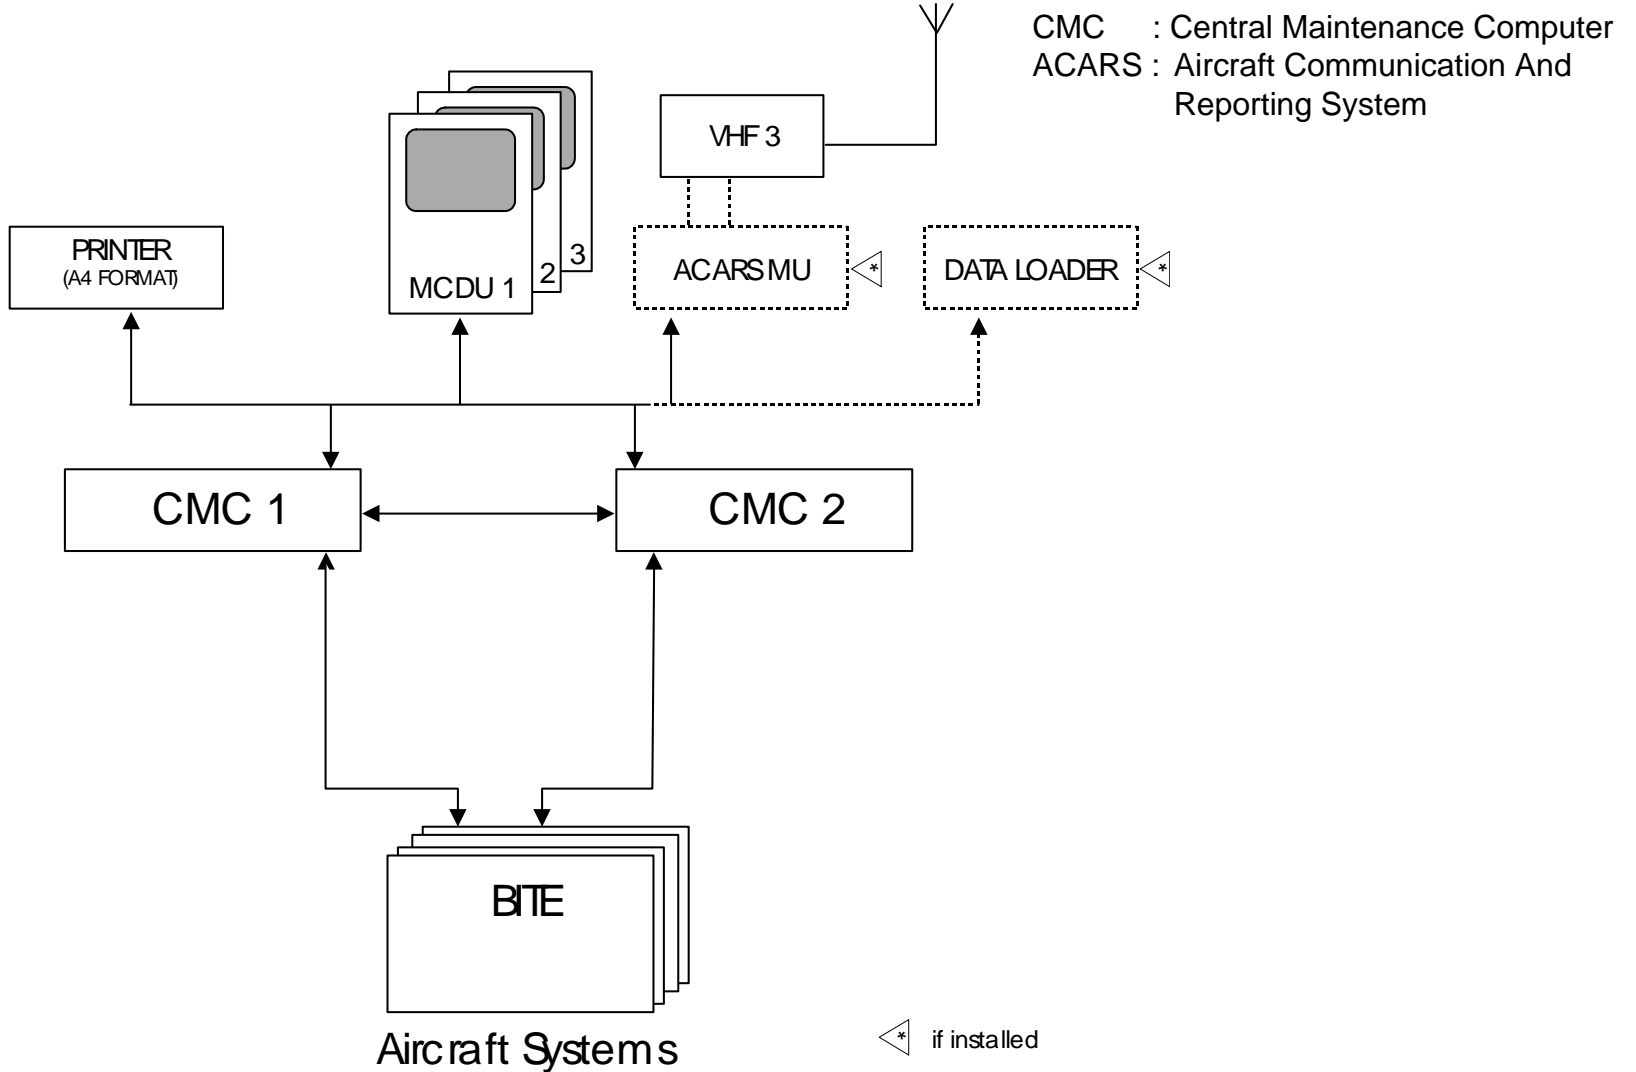 CMC : Central Maintenance Computer
ACARS : Aircraft Communication And
Reporting System
VHF 3
PRINTER
(A4 FORMAT)
MCDU 1
2
3
ACARS MU
*
DATA LOADER
*
CMC 1
CMC 2
BITE
Aircraft Systems
* if installed